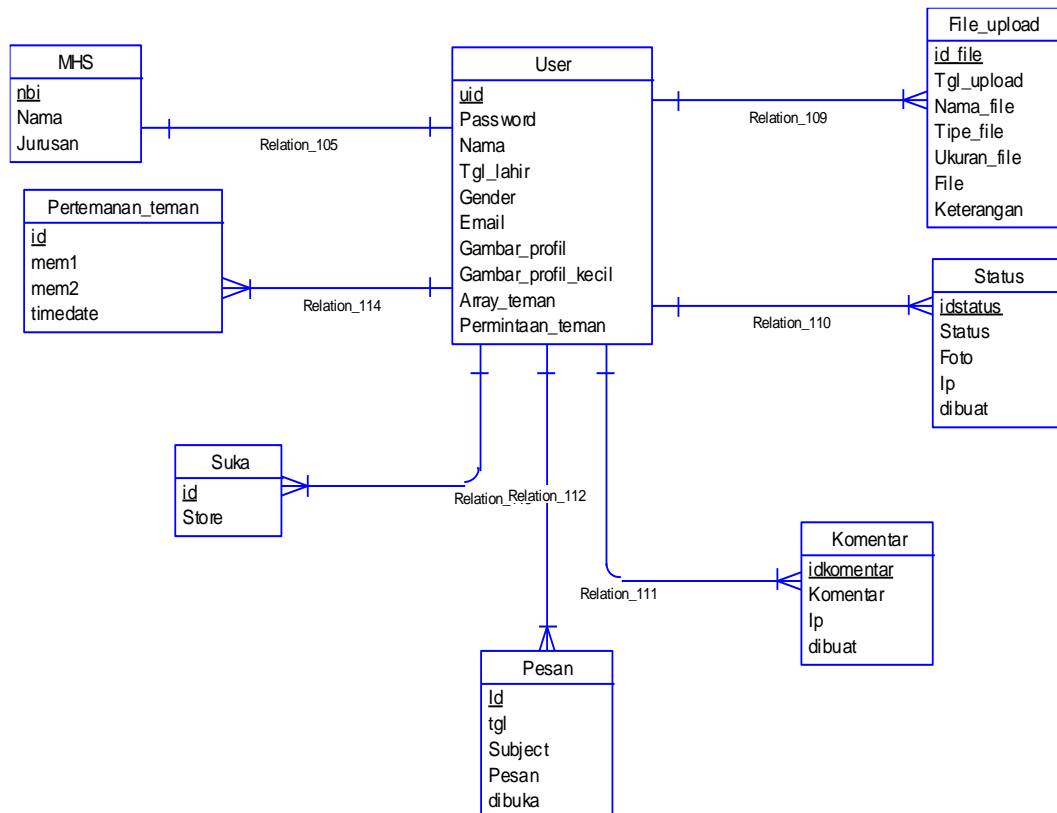 MHS
nbi
Nama
Jurusan
Relation_105
Pertemanan_teman
id
mem1
mem2
timedate
Relation_114
User
uid
Password
Nama
Tgl_lahir
Gender
Email
Gambar_profil
Gambar_profil_kecil
Array_teman
Permintaan_teman
File_upload
id_file
Tgl_upload
Nama_file
Tipe_file
Ukuran_file
File
Keterangan
Relation_109
Status
idstatus
Status
Foto
Ip
dibuat
Relation_110
Suka
id
Store
Relation_112
Komentar
idkomentar
Komentar
Ip
dibuat
Relation_111
Pesan
Id
tgl
Subject
Pesan
dibuka